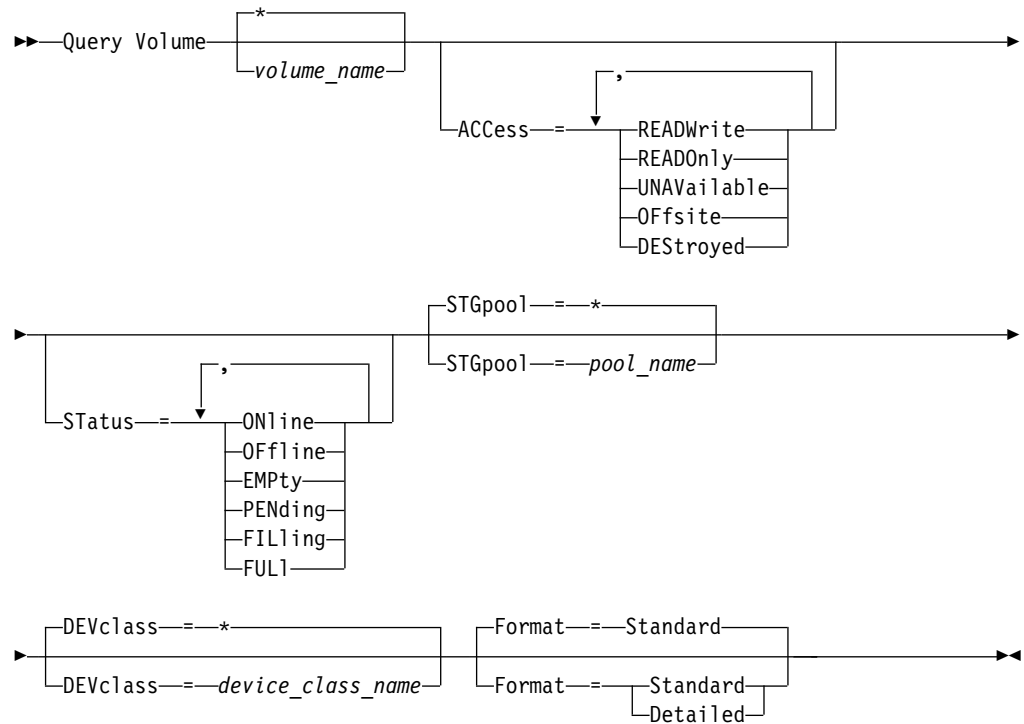 *
Query Volume
volume_name
,
ACCess = READWrite
READOnly
UNAVailable
OFfsite
DEStroyed
STGpool = *
STGpool = pool_name
,
STatus = ONline
OFfline
EMPty
PENding
FILling
FULl
DEVclass = * Format = Standard
DEVclass = device_class_name Format = Standard
Detailed